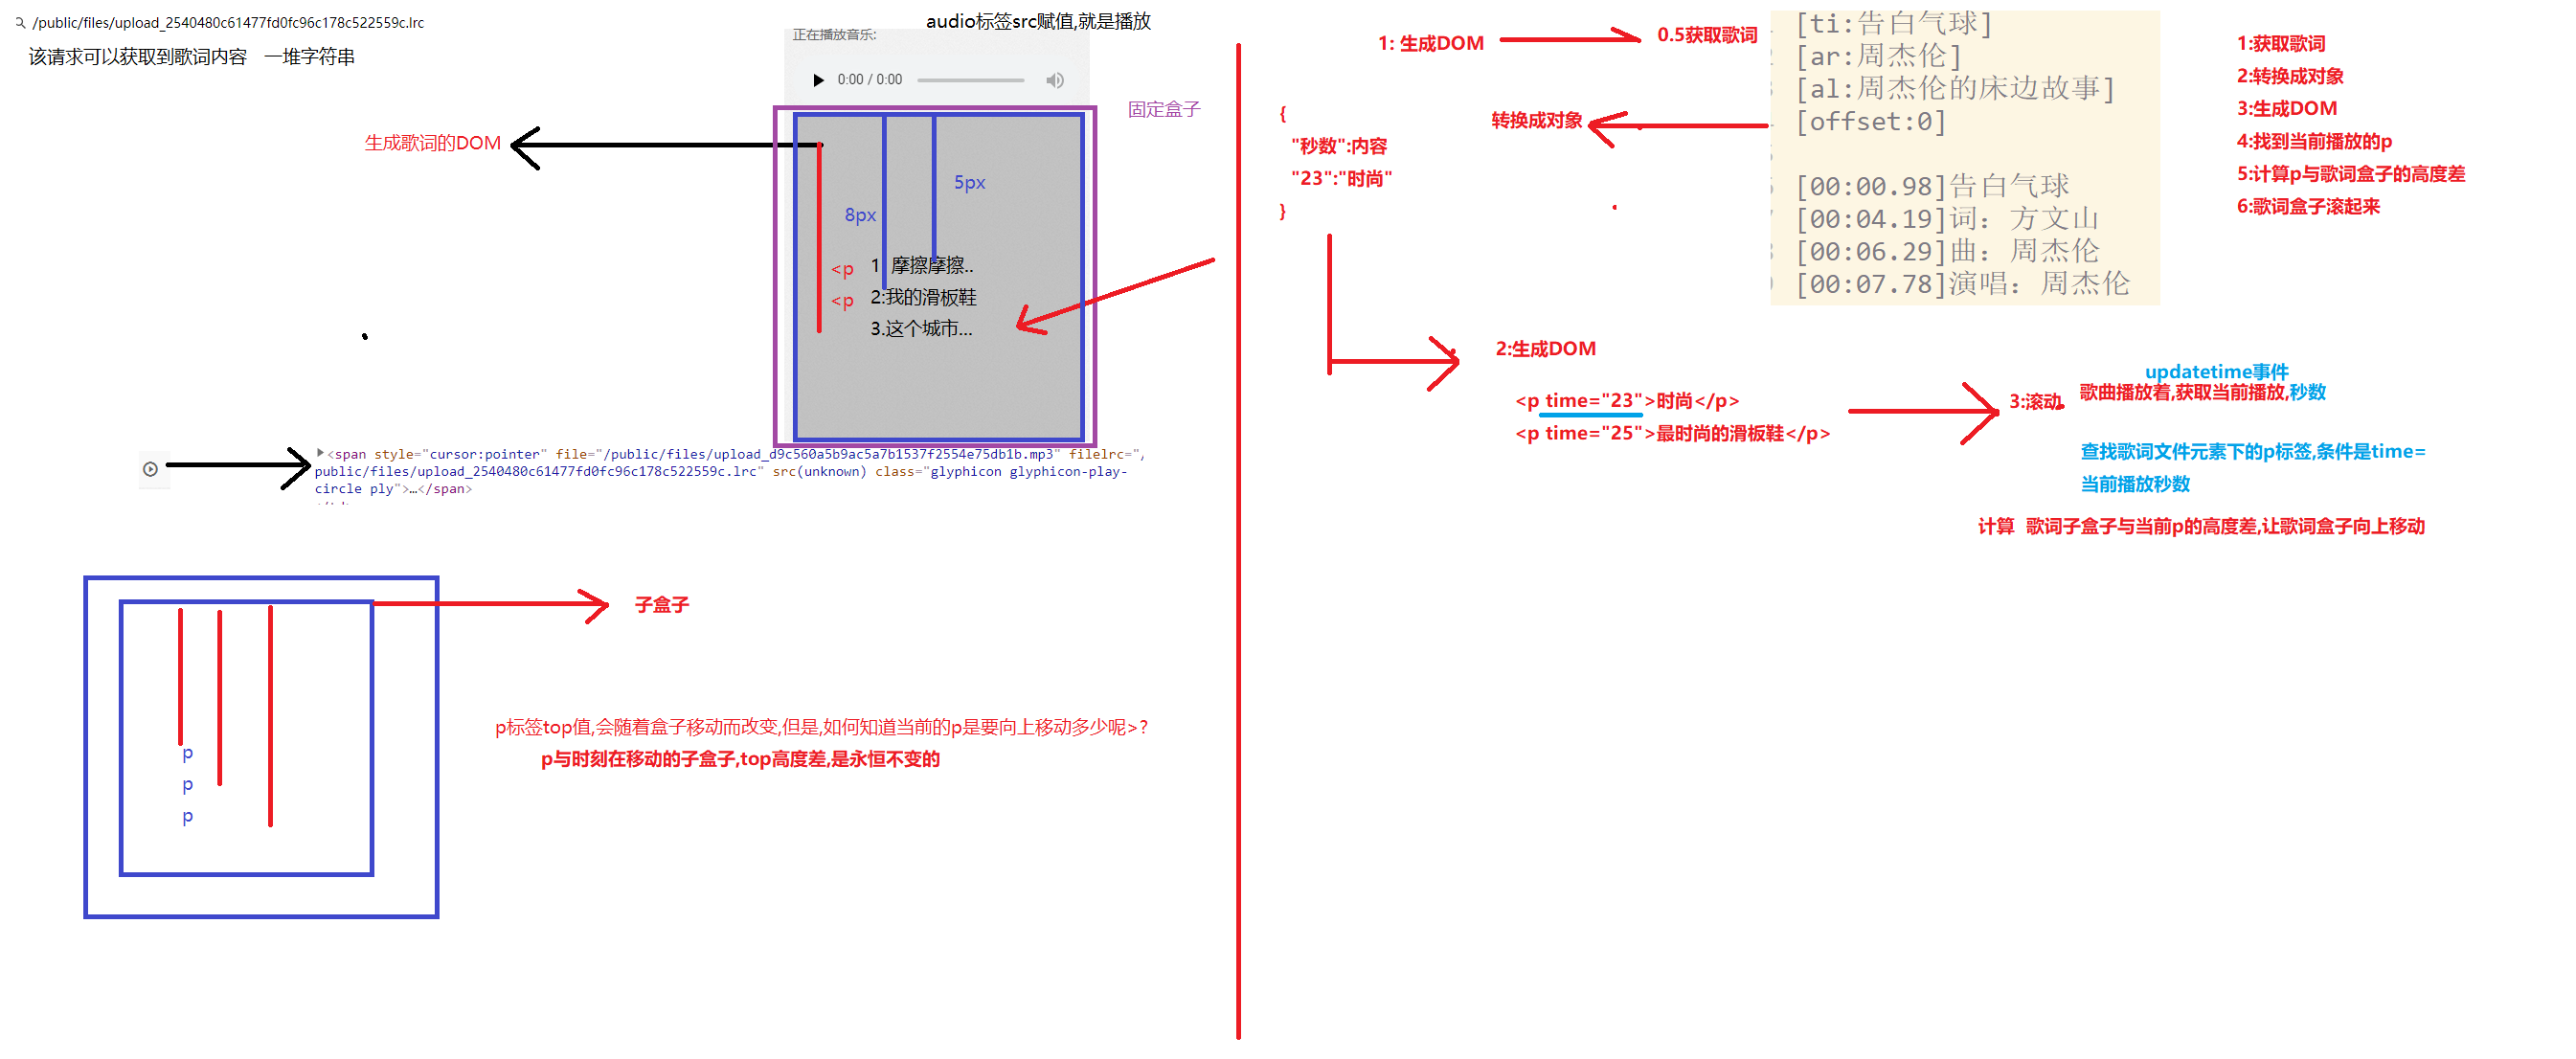 /public/files/upload_2540480c61477fd0fc96c178c522559c.lrc
该请求可以获取到歌词内容 一堆字符串
audio标签src赋值,就是播放
正在播放音乐:
0:00 / 0:00
固定盒子
生成歌词的DOM
5px
8px
<p 1 摩擦摩擦..
<p 2:我的滑板鞋
3.这个城市...
<span style="cursor:pointer" file="/public/files/upload_d9c560a5b9ac5a7b1537f2554e75db1b.mp3" filelrc=",
public/files/upload_2540480c61477fd0fc96c178c522559c.lrc" src(unknown) class="glyphicon glyphicon-play-
circle ply">…</span>
子盒子
p
p
p
p标签top值,会随着盒子移动而改变,但是,如何知道当前的p是要向上移动多少呢>?
p与时刻在移动的子盒子,top高度差,是永恒不变的
1: 生成DOM
0.5获取歌词
[ti:告白气球]
[ar:周杰伦]
[al:周杰伦的床边故事]
[offset:0]
[00:00.98]告白气球
[00:04.19]词：方文山
[00:06.29]曲：周杰伦
[00:07.78]演唱：周杰伦
1:获取歌词
2:转换成对象
3:生成DOM
4:找到当前播放的p
5:计算p与歌词盒子的高度差
6:歌词盒子滚起来
转换成对象
{
"秒数":内容
"23":"时尚"
}
2:生成DOM
<p time="23">时尚</p>
<p time="25">最时尚的滑板鞋</p>
3:滚动
updatetime事件
歌曲播放着,获取当前播放,秒数
查找歌词文件元素下的p标签,条件是time=
当前播放秒数
计算 歌词子盒子与当前p的高度差,让歌词盒子向上移动